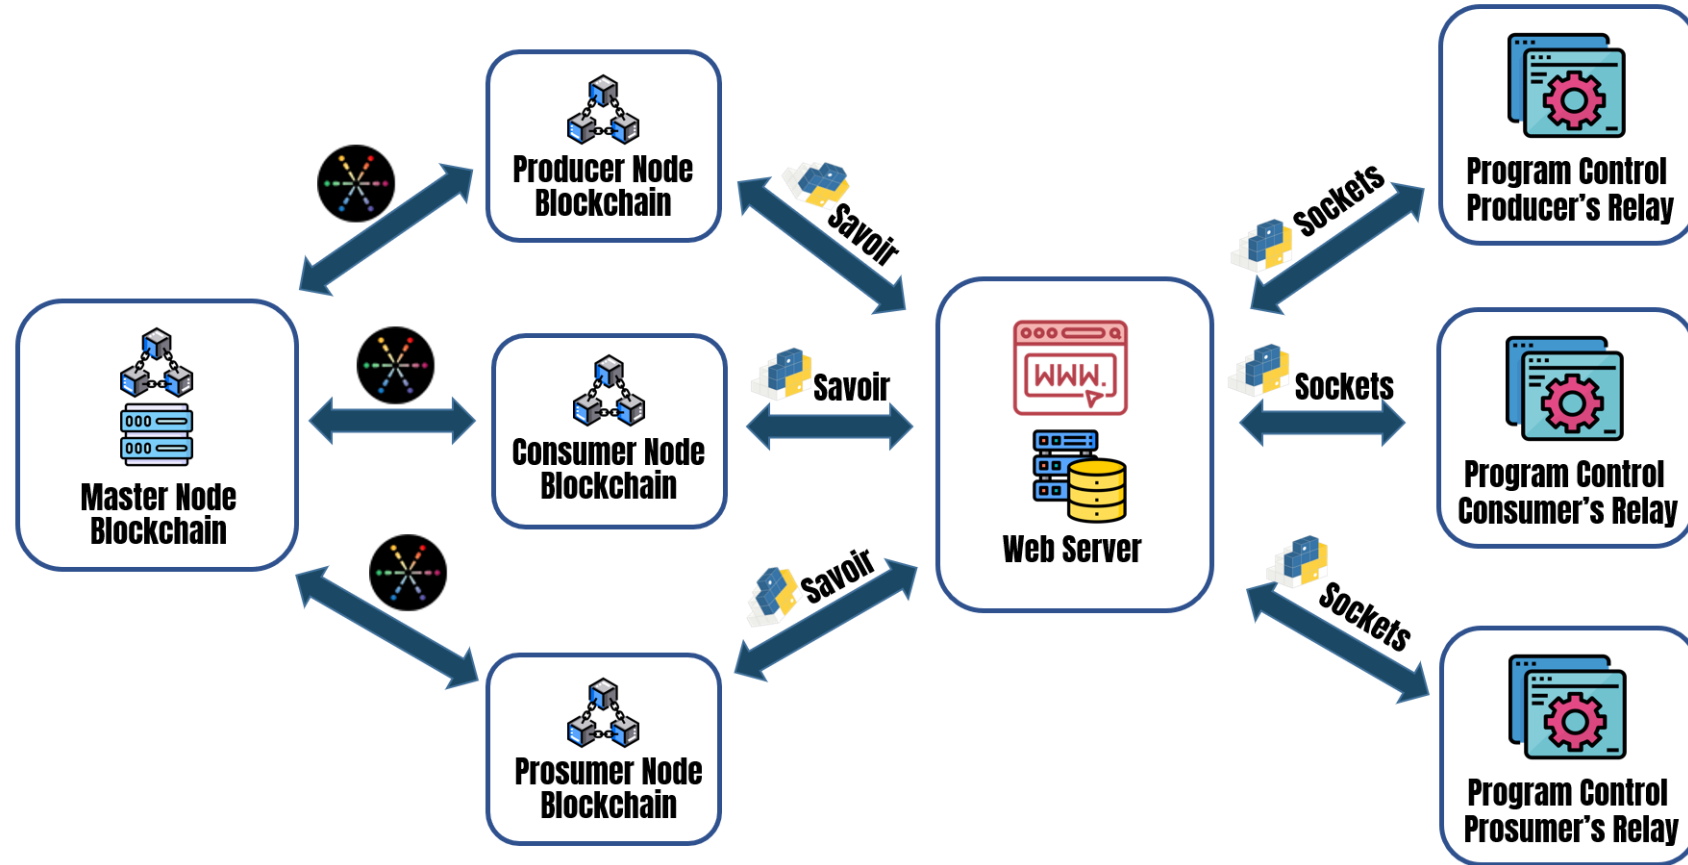 Producer Node
Blockchain
Savoir
Sockets
Program Control
Producer's Relay
Master Node
Blockchain
Consumer Node
Blockchain
Savoir
WWW.
Web Server
Sockets
Program Control
Consumer's Relay
Prosumer Node
Blockchain
Savoir
Sockets
Program Control
Prosumer's Relay